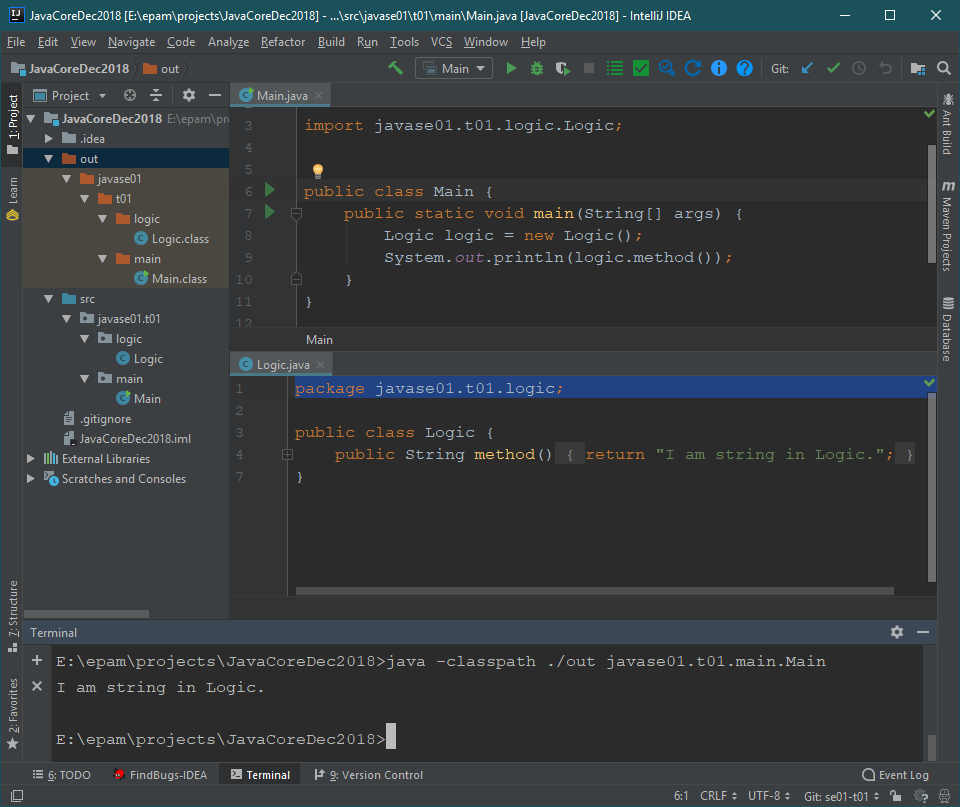 JavaCoreDec2018 [E:\epam\projects\JavaCoreDec2018] - ...\src\javase01\t01\main\Main.java [JavaCoreDec2018] - IntelliJ IDEA
File Edit View Navigate Code Analyze Refactor Build Run Tools VCS Window Help
JavaCoreDec2018 out Main Git:
1: Project
Learn
7: Structure
2: Favorites
Project
JavaCoreDec2018 E:\epam\pr
.idea
out
javase01
t01
logic
Logic.class
main
Main.class
src
javase01.t01
logic
Logic
main
Main
.gitignore
JavaCoreDec2018.iml
External Libraries
Scratches and Consoles
Main.java
3 import javase01.t01.logic.Logic;
4
5
6 public class Main {
7 public static void main(String[] args) {
8 Logic logic = new Logic();
9 System.out.println(logic.method());
10 }
11 }
12
Main
Logic.java
1 package javase01.t01.logic;
2
3 public class Logic {
4 public String method() { return "I am string in Logic."; }
7 }
Ant Build
Maven Projects
Database
Terminal
E:\epam\projects\JavaCoreDec2018>java -classpath ./out javase01.t01.main.Main
I am string in Logic.
E:\epam\projects\JavaCoreDec2018>
6: TODO FindBugs-IDEA Terminal 9: Version Control Event Log
6:1 CRLF UTF-8 Git: se01-t01